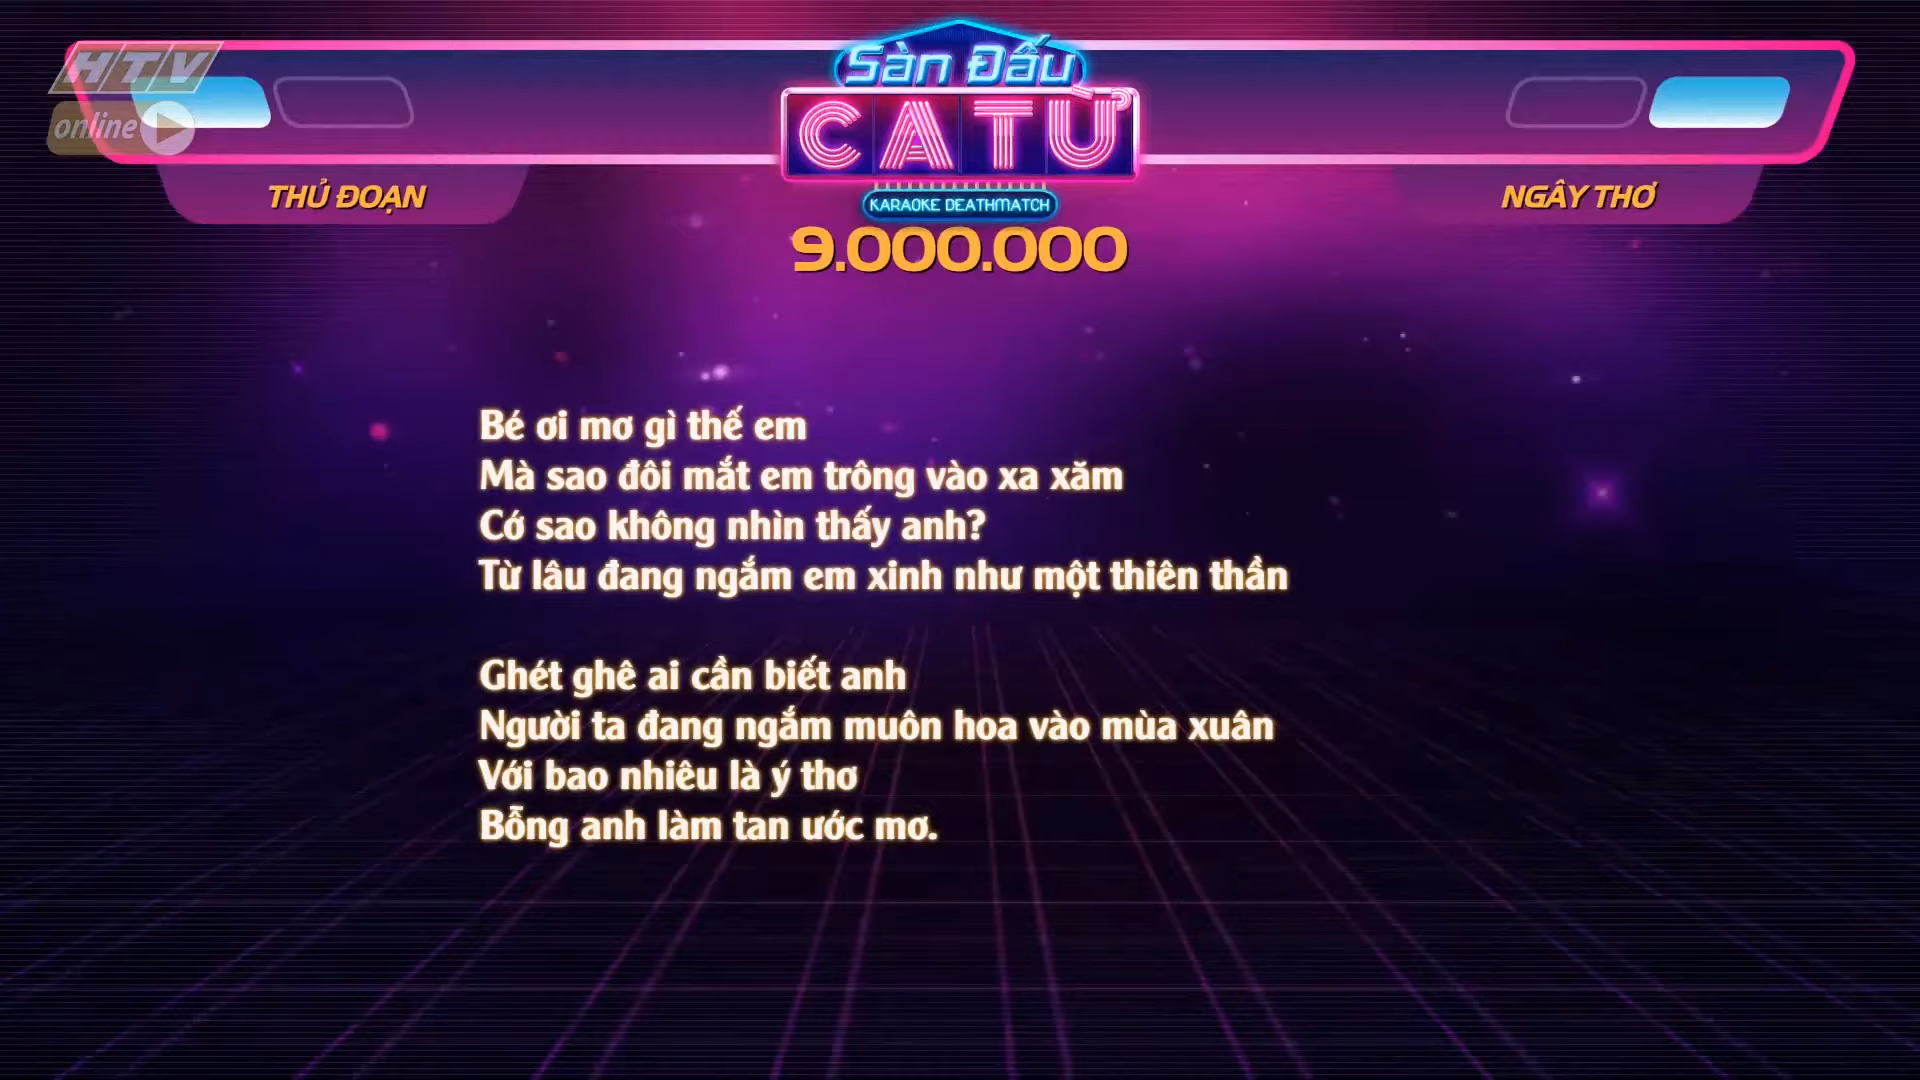 HTV
online
Sàn Đấu
CA TỪ
KARAOKE DEATHMATCH
THỦ ĐOẠN
NGÂY THƠ
9.000.000
Bé ơi mơ gì thế em
Mà sao đôi mắt em trông vào xa xăm
Cớ sao không nhìn thấy anh?
Từ lâu đang ngắm em xinh như một thiên thần
Ghét ghê ai cần biết anh
Người ta đang ngắm muôn hoa vào mùa xuân
Với bao nhiêu là ý thơ
Bỗng anh làm tan ước mơ.